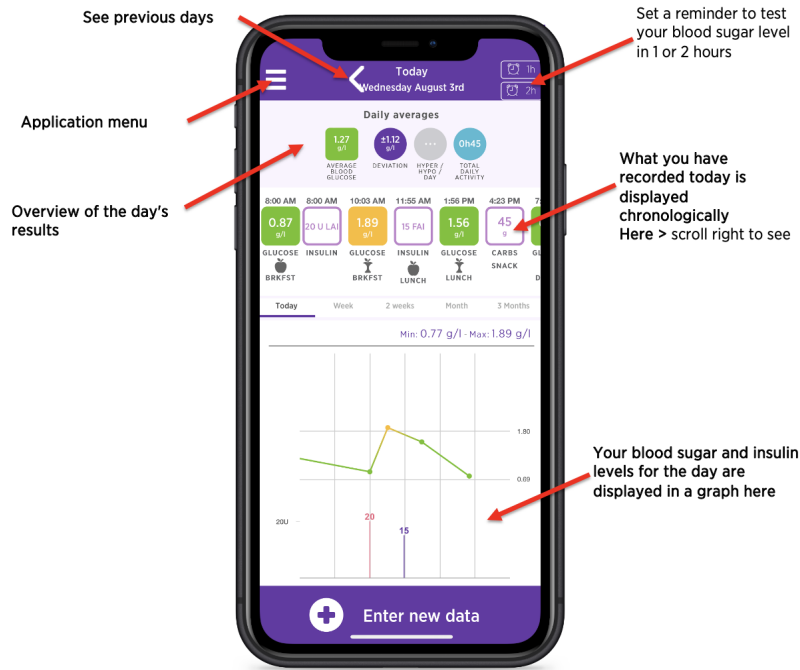 See previous days
Set a reminder to test
your blood sugar level
in 1 or 2 hours
Application menu
Overview of the day's
results
What you have
recorded today is
displayed
chronologically
Here > scroll right to see
Your blood sugar and insulin
levels for the day are
displayed in a graph here
Today
Wednesday August 3rd
1h
2h
Daily averages
1.27
g/l
±1.12
g/l
...
0h45
AVERAGE
BLOOD
GLUCOSE
DEVIATION
HYPER /
HYPO /
DAY
TOTAL
DAILY
ACTIVITY
8:00 AM 8:00 AM 10:03 AM 11:55 AM 1:56 PM 4:23 PM 7:
0.87
g/l
20 U LAI
1.89
g/l
15 FAI
1.56
g/l
45
g
GLUCOSE INSULIN GLUCOSE INSULIN GLUCOSE CARBS GL
BRKFST BRKFST LUNCH LUNCH SNACK D
Today Week 2 weeks Month 3 Months
Min: 0.77 g/l - Max: 1.89 g/l
1.80
0.69
20U
20
15
Enter new data